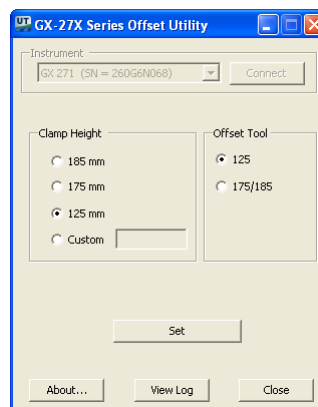 UT GX-27X Series Offset Utility
Instrument
GX 271 (SN = 260G6N068) Connect
Clamp Height Offset Tool
185 mm 125
175 mm 175/185
125 mm
Custom
Set
About... View Log Close